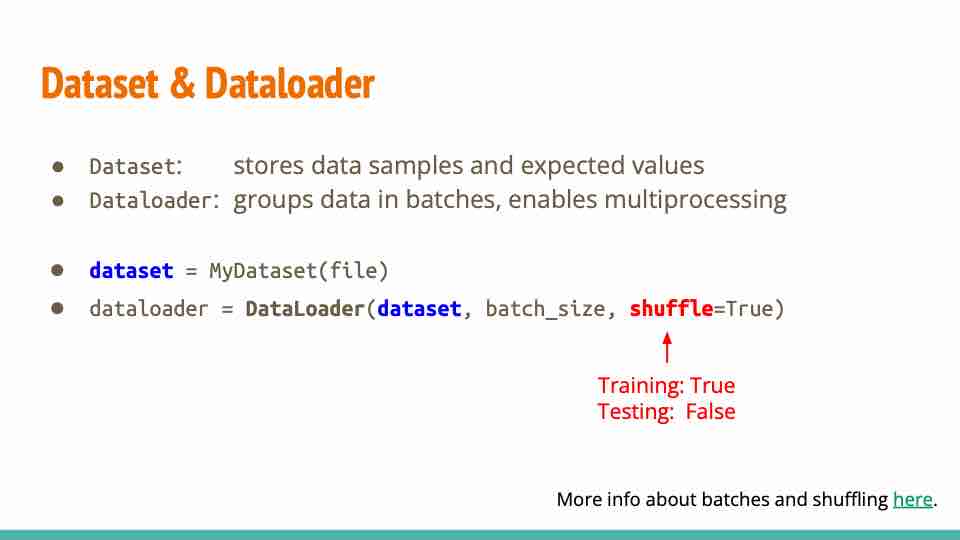 Dataset & Dataloader
● Dataset: stores data samples and expected values
● Dataloader: groups data in batches, enables multiprocessing
● dataset = MyDataset(file)
● dataloader = DataLoader(dataset, batch_size, shuffle=True)
Training: True
Testing: False
More info about batches and shuffling here.